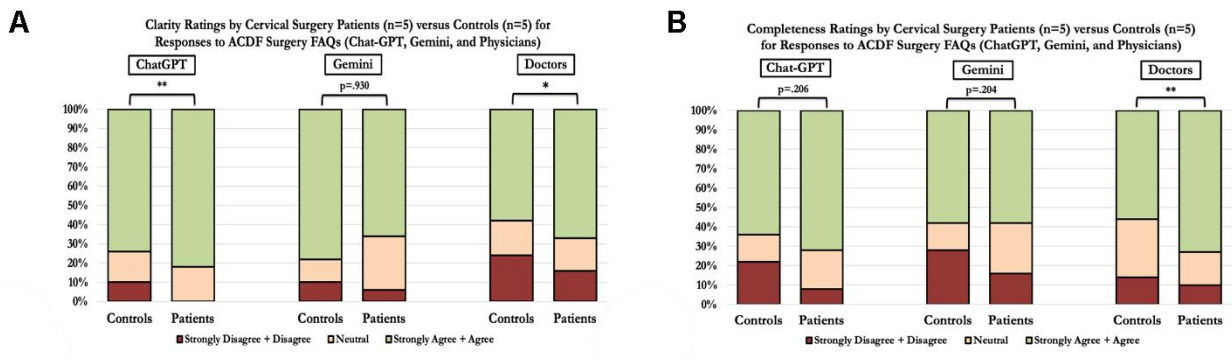 A
Clarity Ratings by Cervical Surgery Patients (n=5) versus Controls (n=5) for
Responses to ACDF Surgery FAQs (Chat-GPT, Gemini, and Physicians)
ChatGPT
Gemini
Doctors
**
p=.930
*
100%
90%
80%
70%
60%
50%
40%
30%
20%
10%
0%
Controls Patients Controls Patients Controls Patients
Strongly Disagree + Disagree Neutral Strongly Agree + Agree
B
Completeness Ratings by Cervical Surgery Patients (n=5) versus Controls (n=5)
for Responses to ACDF Surgery FAQs (ChatGPT, Gemini, and Physicians)
Chat-GPT
Gemini
Doctors
p=.206
p=.204
**
100%
90%
80%
70%
60%
50%
40%
30%
20%
10%
0%
Controls Patients Controls Patients Controls Patients
Strongly Disagree + Disagree Neutral Strongly Agree + Agree